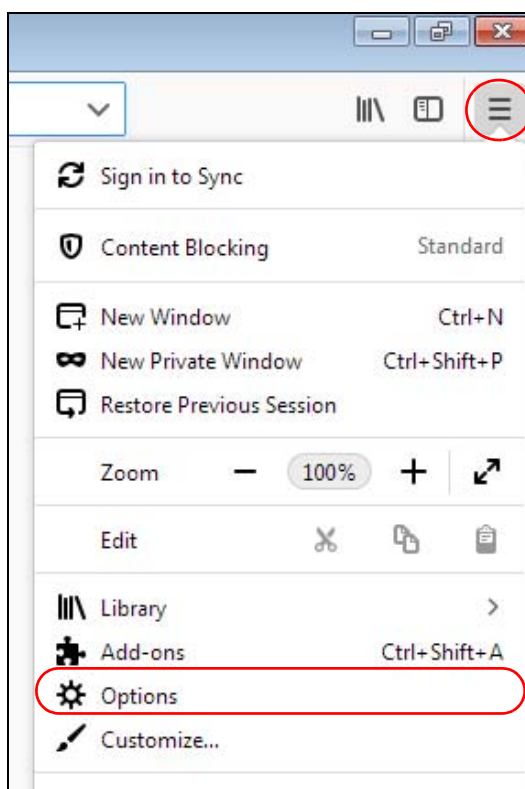 Sign in to Sync
Content Blocking Standard
New Window Ctrl+N
New Private Window Ctrl+Shift+P
Restore Previous Session
Zoom 100%
Edit
Library
Add-ons Ctrl+Shift+A
Options
Customize...